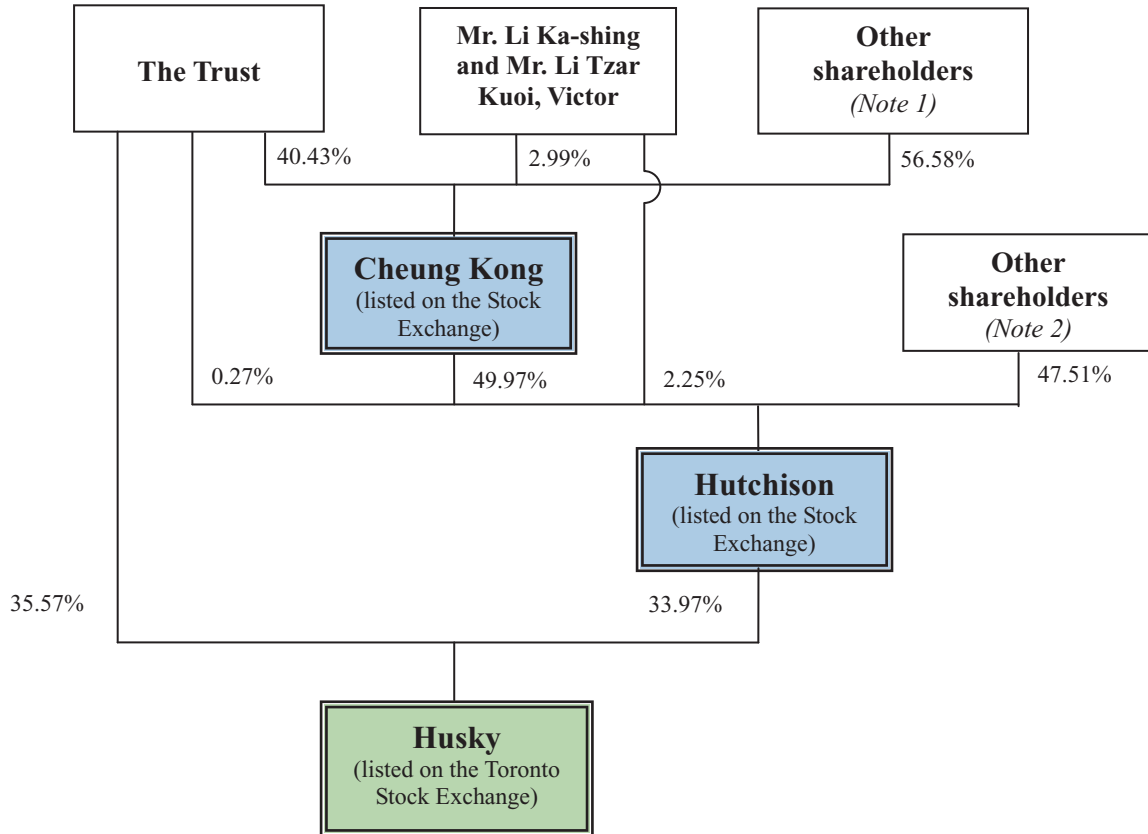 The Trust
Mr. Li Ka-shing
and Mr. Li Tzar
Kuoi, Victor
Other
shareholders
(Note 1)
40.43%
2.99%
56.58%
Cheung Kong
(listed on the Stock
Exchange)
Other
shareholders
(Note 2)
0.27%
49.97%
2.25%
47.51%
Hutchison
(listed on the Stock
Exchange)
35.57%
33.97%
Husky
(listed on the Toronto
Stock Exchange)